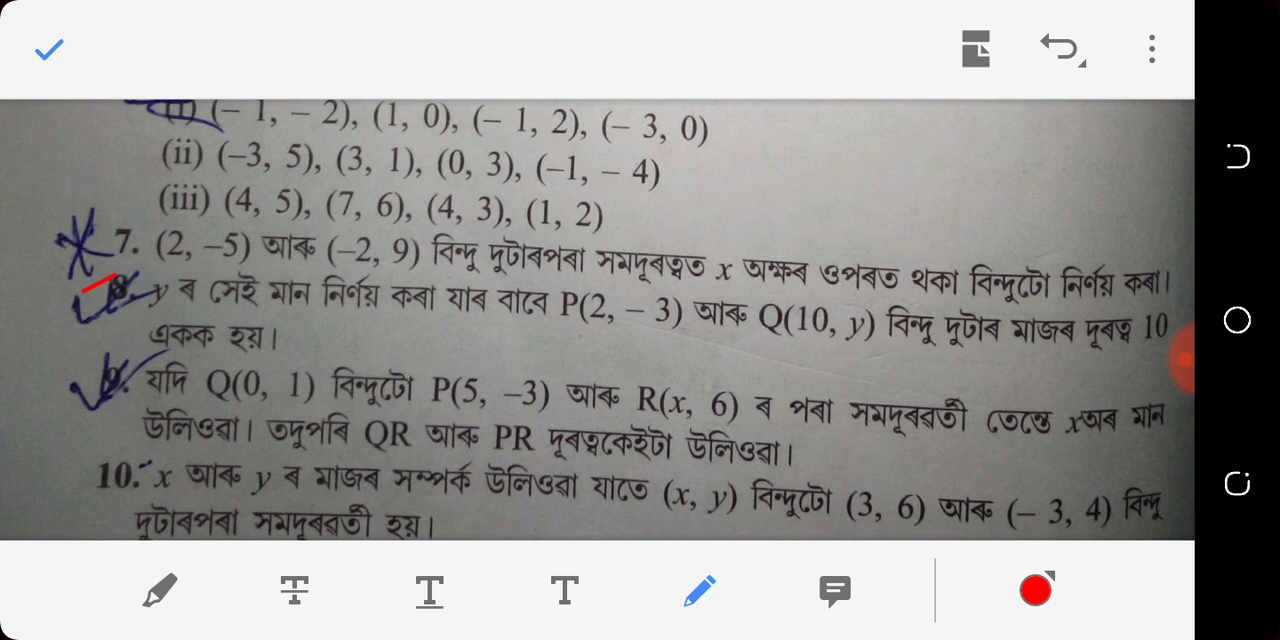 (i) (– 1, – 2), (1, 0), (– 1, 2), (– 3, 0)
(ii) (–3, 5), (3, 1), (0, 3), (–1, – 4)
(iii) (4, 5), (7, 6), (4, 3), (1, 2)
7. (2, –5) আৰু (–2, 9) বিন্দু দুটাৰপৰা সমদূৰত্বত x অক্ষৰ ওপৰত থকা বিন্দুটো নিৰ্ণয় কৰা।
8. y ৰ সেই মান নিৰ্ণয় কৰা যাৰ বাবে P(2, – 3) আৰু Q(10, y) বিন্দু দুটাৰ মাজৰ দূৰত্ব 10
একক হয়।
9. যদি Q(0, 1) বিন্দুটো P(5, –3) আৰু R(x, 6) ৰ পৰা সমদূৰৱৰ্তী তেন্তে xঅৰ মান
উলিওৱা। তদুপৰি QR আৰু PR দূৰত্বকেইটা উলিওৱা।
10. x আৰু y ৰ মাজৰ সম্পৰ্ক উলিওৱা যাতে (x, y) বিন্দুটো (3, 6) আৰু (– 3, 4) বিন্দু
দুটাৰপৰা সমদূৰৱৰ্তী হয়।
T
T
T